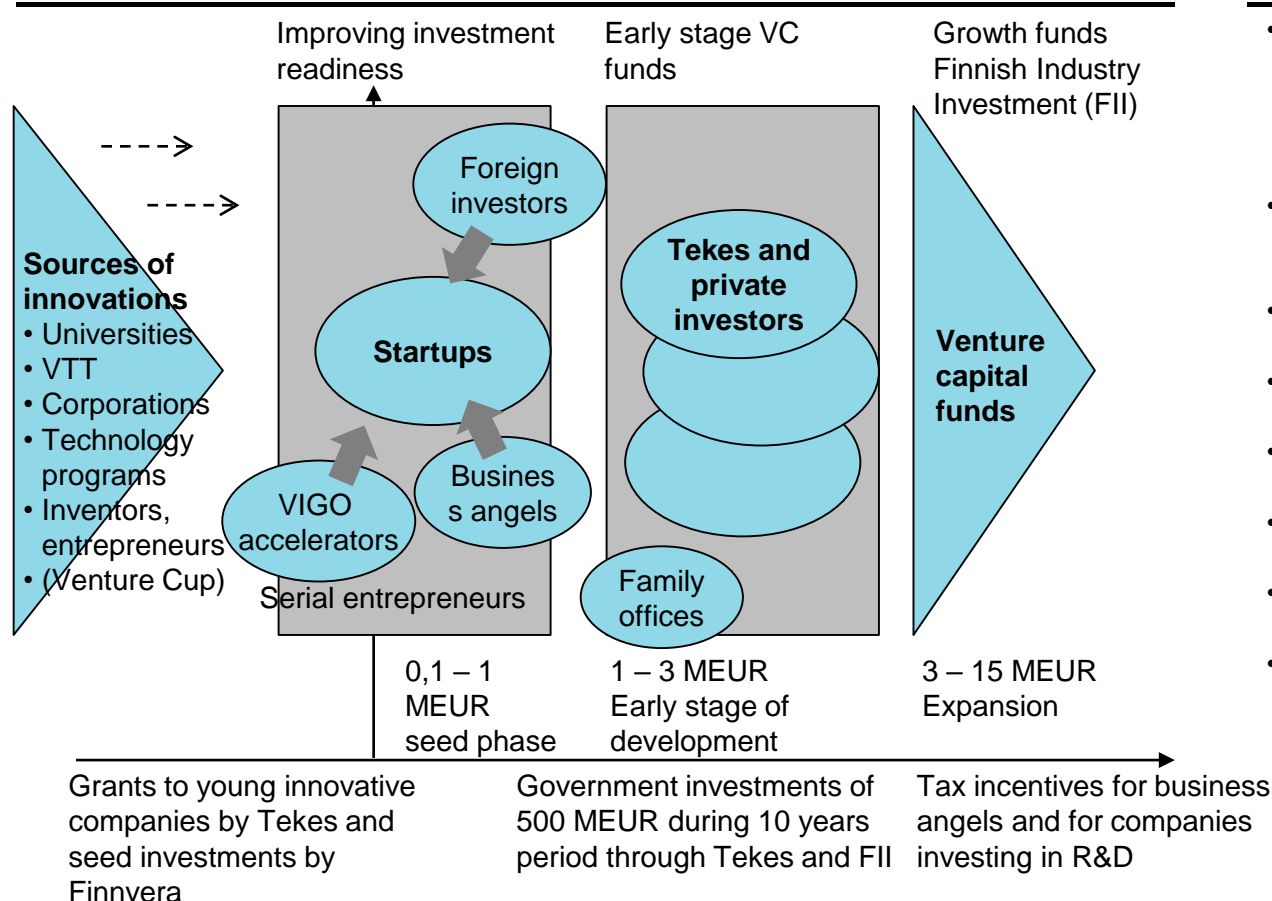 Improving investment
readiness
Early stage VC
funds
Growth funds
Finnish Industry
Investment (FII)
Sources of
innovations
• Universities
• VTT
• Corporations
• Technology
programs
• Inventors,
entrepreneurs
• (Venture Cup)
Foreign
investors
Startups
Busines
s angels
VIGO
accelerators
Serial entrepreneurs
Tekes and
private
investors
Family
offices
Venture
capital
funds
0,1 – 1
MEUR
seed phase
1 – 3 MEUR
Early stage of
development
3 – 15 MEUR
Expansion
Grants to young innovative
companies by Tekes and
seed investments by
Finnvera
Government investments of
500 MEUR during 10 years
period through Tekes and FII
Tax incentives for business
angels and for companies
investing in R&D
•
•
•
•
•
•
•
•